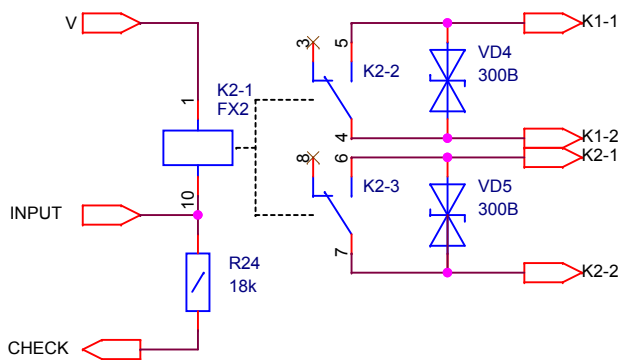 V
1
K2-1
FX2
10
INPUT
R24
18k
CHECK
3
5
K2-2
4
8
6
K2-3
7
VD4
300B
VD5
300B
K1-1
K1-2
K2-1
K2-2